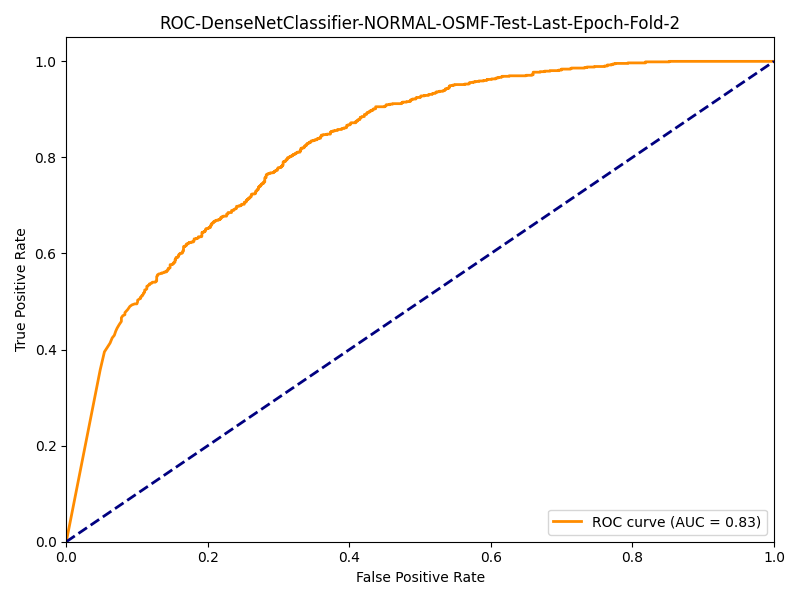 ROC-DenseNetClassifier-NORMAL-OSMF-Test-Last-Epoch-Fold-2
True Positive Rate
1.0
0.8
0.6
0.4
0.2
0.0
ROC curve (AUC = 0.83)
0.0 0.2 0.4 0.6 0.8 1.0
False Positive Rate